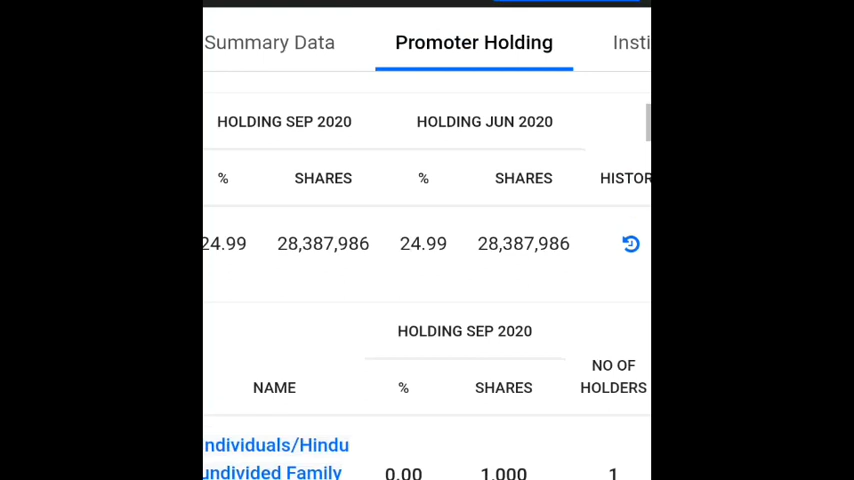 Summary Data Promoter Holding Insti
HOLDING SEP 2020 HOLDING JUN 2020
% SHARES % SHARES HISTOR
24.99 28,387,986 24.99 28,387,986
HOLDING SEP 2020
NAME % SHARES NO OF
HOLDERS
ndividuals/Hindu
undivided Family 0.00 1,000 1